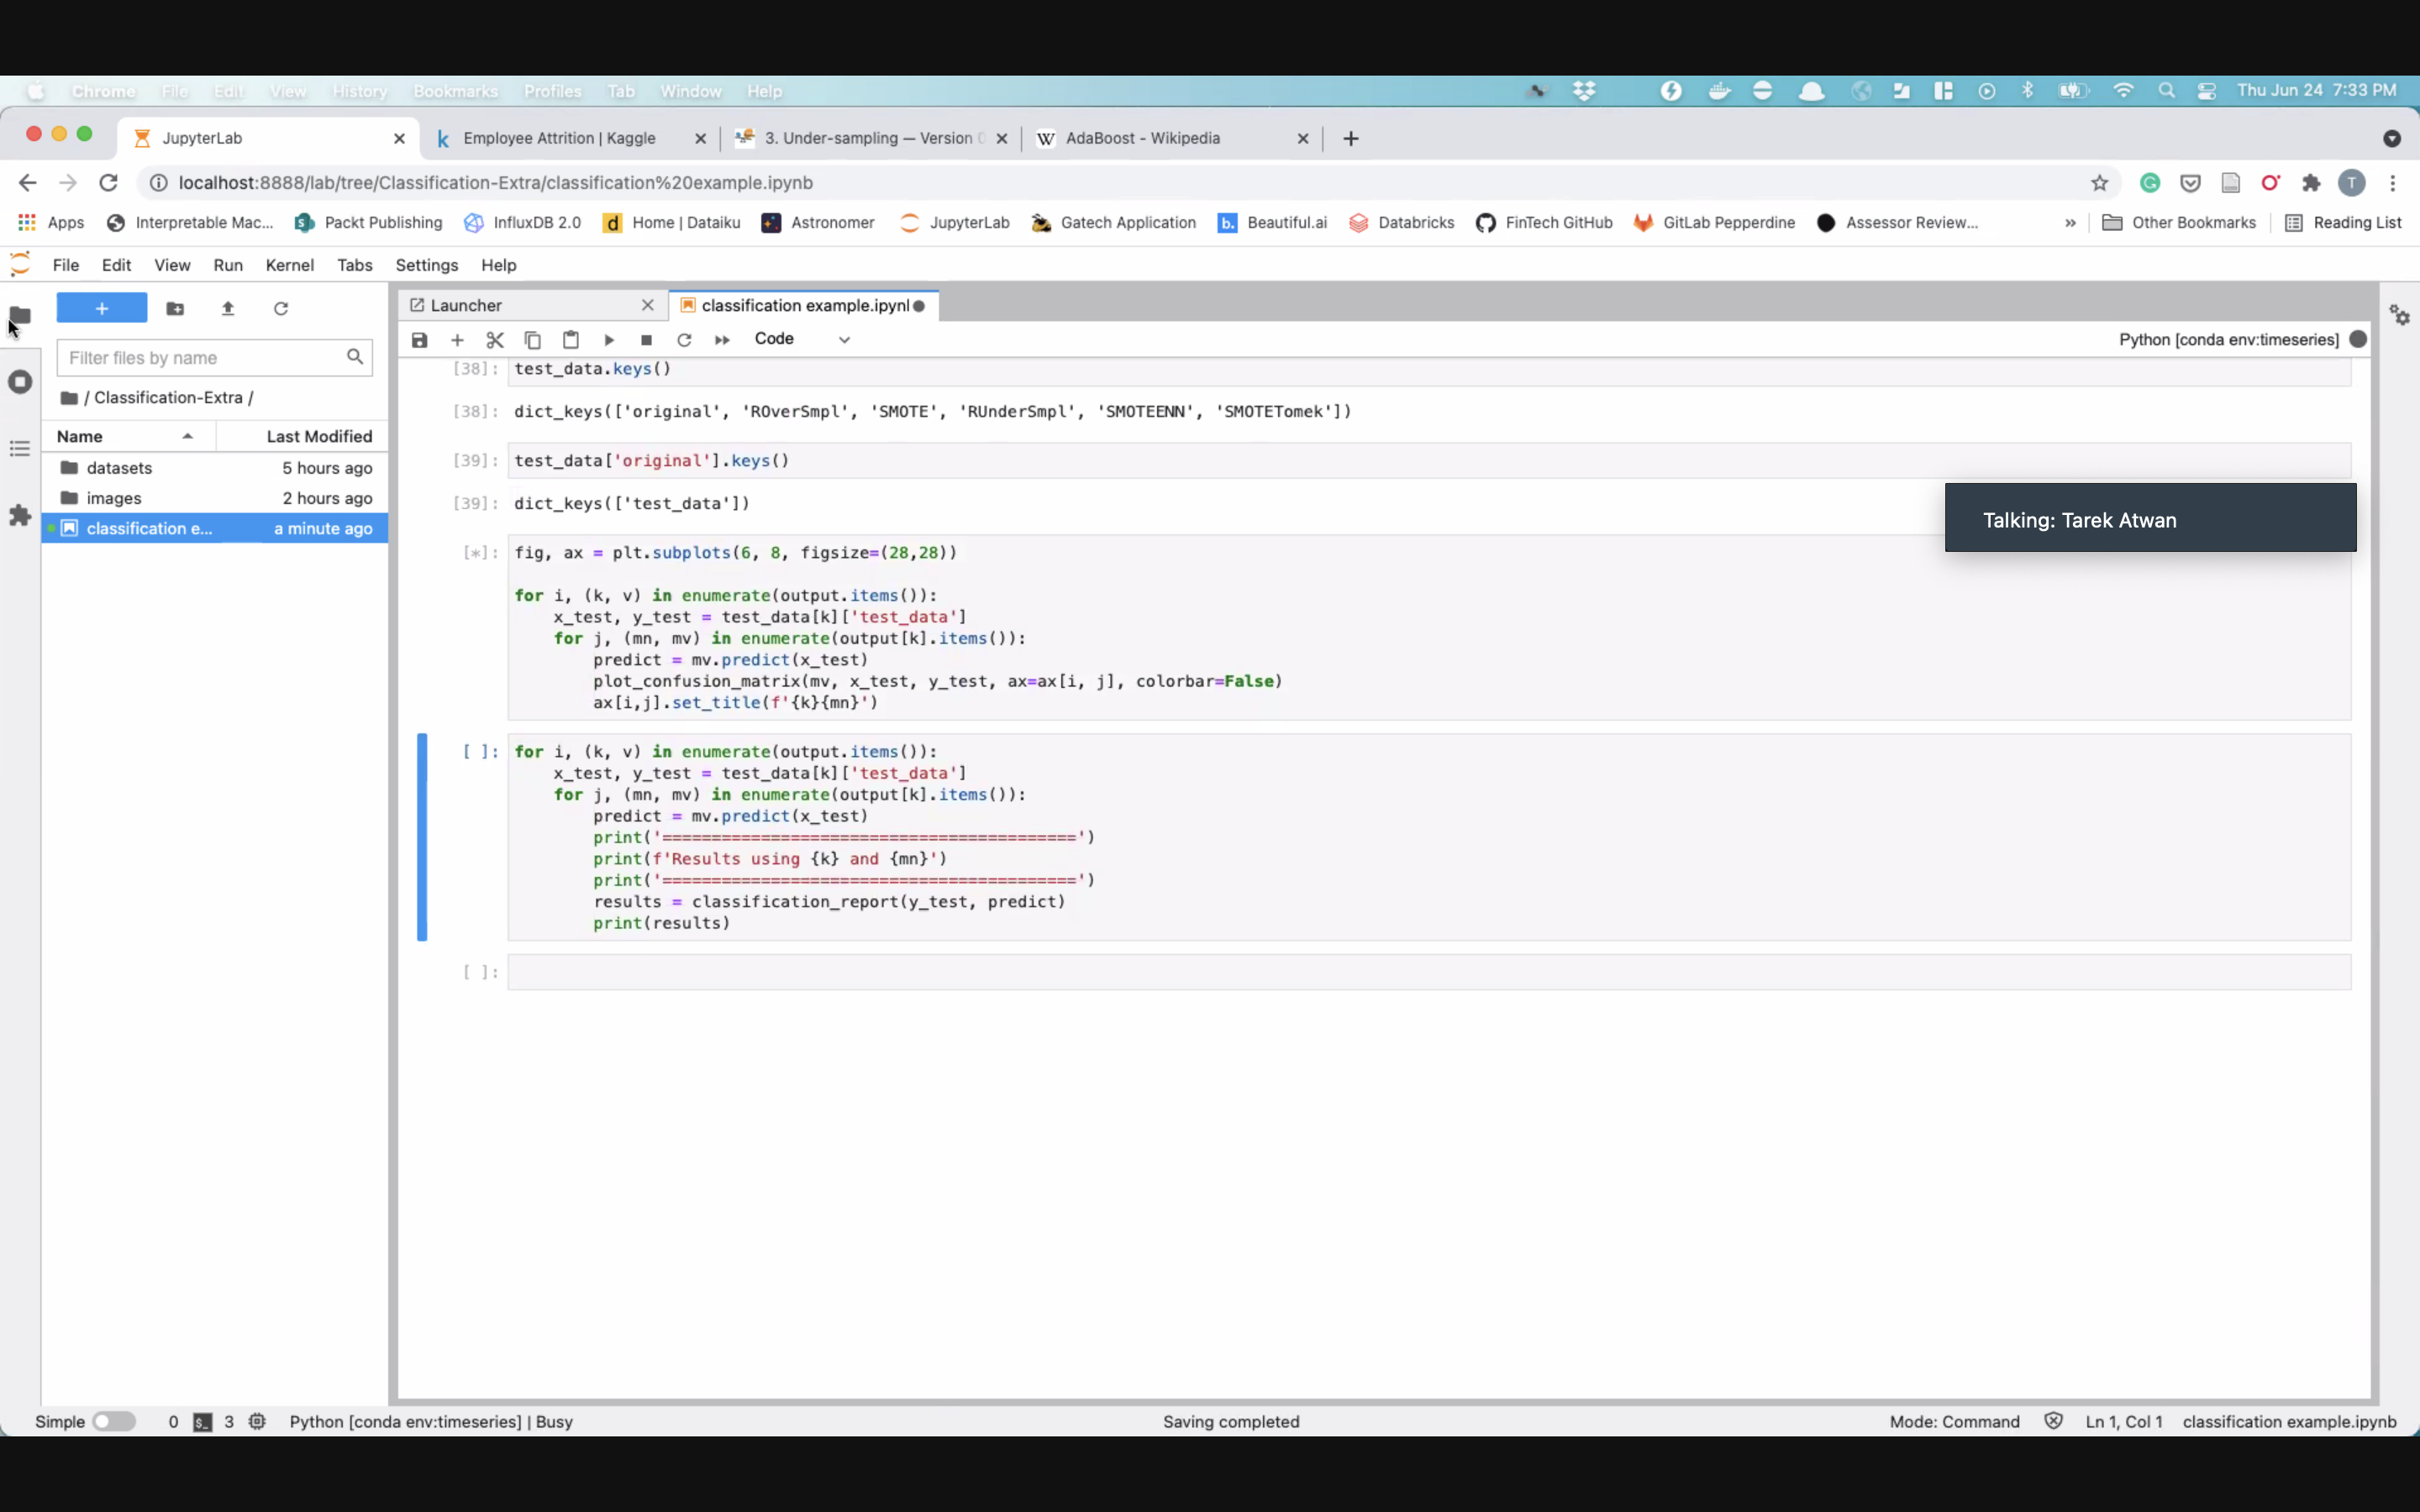 Chrome File Edit View History Bookmarks Profiles Tab Window Help Thu Jun 24 7:33 PM
JupyterLab Employee Attrition | Kaggle 3. Under-sampling — Version W AdaBoost - Wikipedia
localhost:8888/lab/tree/Classification-Extra/classification%20example.ipynb T
Apps Interpretable Mac... Packt Publishing InfluxDB 2.0 Home | Dataiku Astronomer JupyterLab Gatech Application Beautiful.ai Databricks FinTech GitHub GitLab Pepperdine Assessor Review... » Other Bookmarks Reading List
File Edit View Run Kernel Tabs Settings Help
Launcher classification example.ipynl
Code Python [conda env:timeseries]
Filter files by name
/ Classification-Extra /
Name Last Modified
datasets 5 hours ago
images 2 hours ago
classification e... a minute ago
[38]: test_data.keys()
[38]: dict_keys(['original', 'ROverSmpl', 'SMOTE', 'RUnderSmpl', 'SMOTEENN', 'SMOTETomek'])
[39]: test_data['original'].keys()
[39]: dict_keys(['test_data'])
Talking: Tarek Atwan
[*]: fig, ax = plt.subplots(6, 8, figsize=(28,28))
for i, (k, v) in enumerate(output.items()):
x_test, y_test = test_data[k]['test_data']
for j, (mn, mv) in enumerate(output[k].items()):
predict = mv.predict(x_test)
plot_confusion_matrix(mv, x_test, y_test, ax=ax[i, j], colorbar=False)
ax[i,j].set_title(f'{k}{mn}')
[ ]: for i, (k, v) in enumerate(output.items()):
x_test, y_test = test_data[k]['test_data']
for j, (mn, mv) in enumerate(output[k].items()):
predict = mv.predict(x_test)
print('==========================================')
print(f'Results using {k} and {mn}')
print('==========================================')
results = classification_report(y_test, predict)
print(results)
[ ]:
Simple 0 3 Python [conda env:timeseries] | Busy Saving completed Mode: Command Ln 1, Col 1 classification example.ipynb